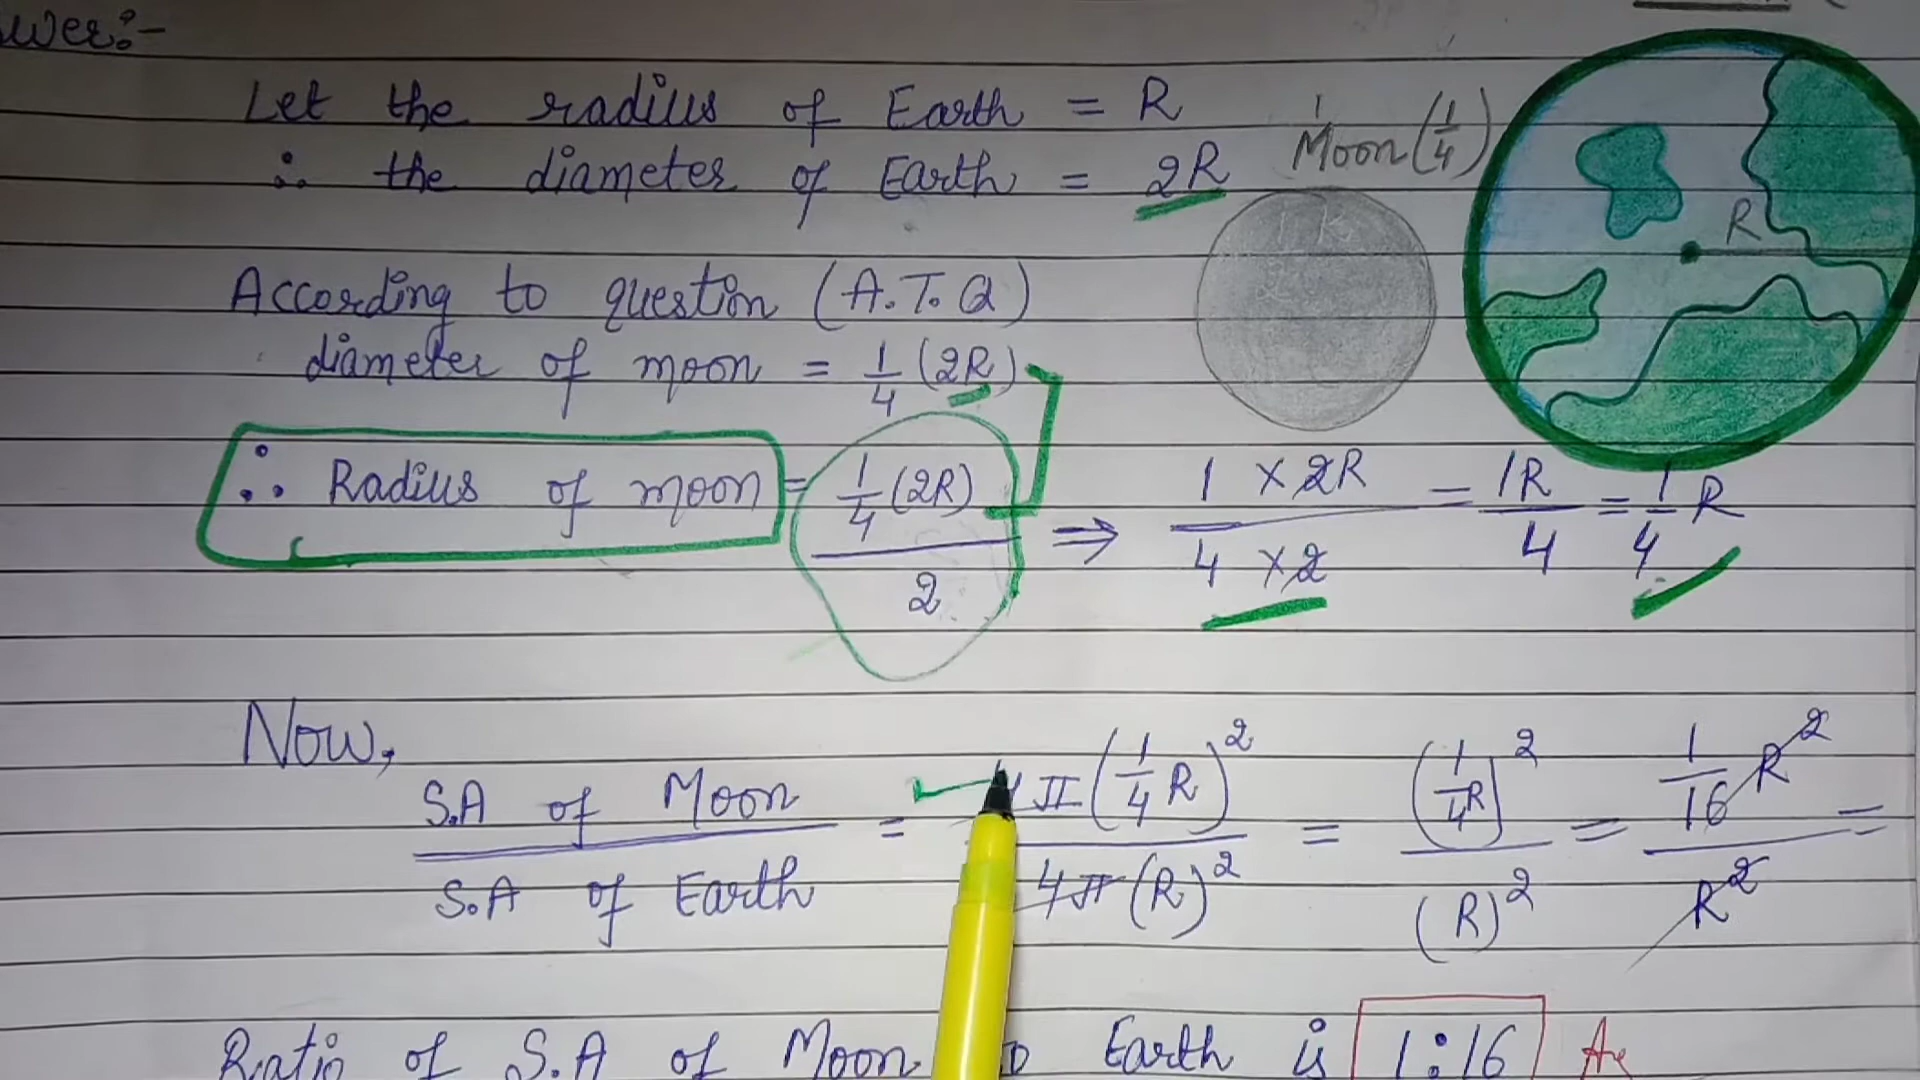 wer:-
Let the radius of Earth = R
∴ the diameter of Earth = 2R
Moon (1/4)
R
According to question (A.T.Q)
diameter of moon = 1/4 (2R)
∴ Radius of moon = (1/4 (2R))/2 ⇒ (1 × 2R)/(4 × 2) = 1R/4 = 1/4 R
Now,
S.A of Moon / S.A of Earth = 4π(1/4 R)² / 4π(R)² = (1/4R)² / (R)² = 1/16 R² / R² =
Ratio of S.A of Moon to Earth is 1:16